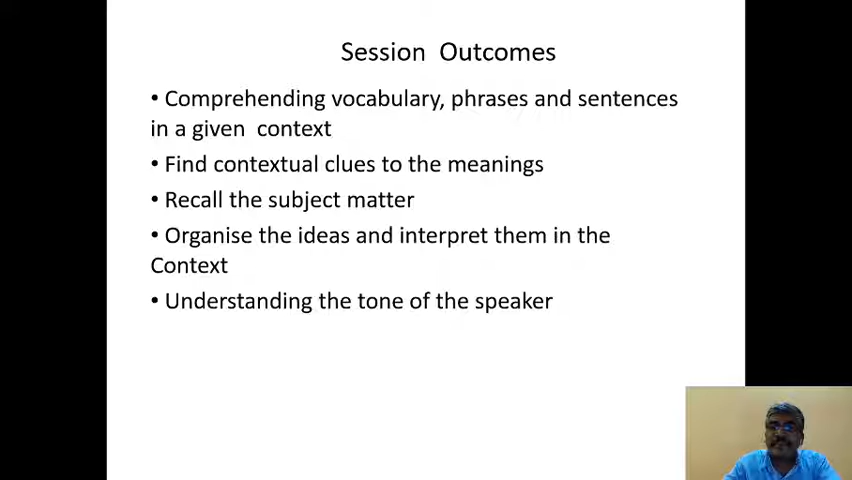 Session Outcomes
• Comprehending vocabulary, phrases and sentences
in a given context
• Find contextual clues to the meanings
• Recall the subject matter
• Organise the ideas and interpret them in the
Context
• Understanding the tone of the speaker